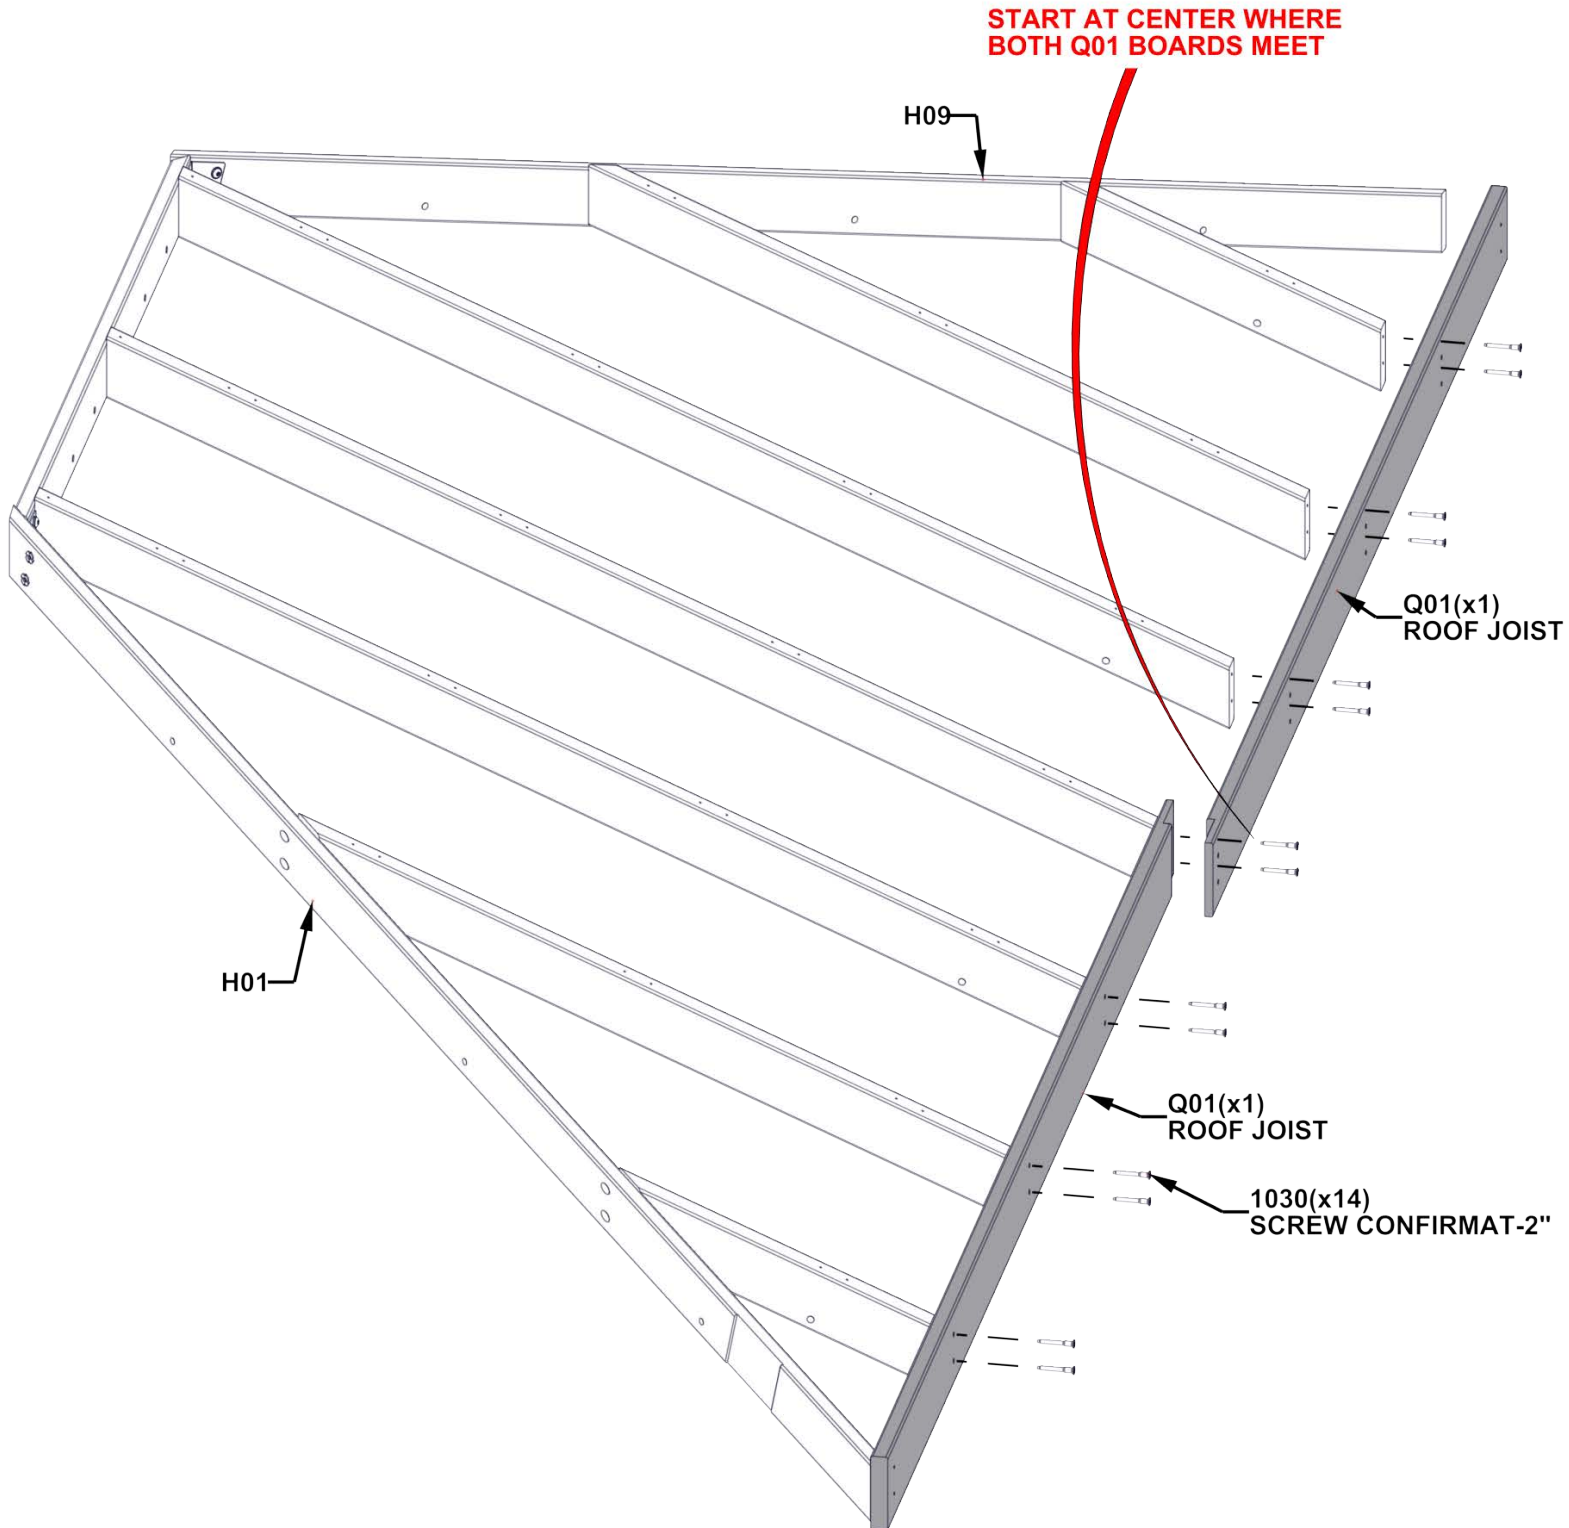 START AT CENTER WHERE
BOTH Q01 BOARDS MEET
H09
Q01(x1)
ROOF JOIST
H01
Q01(x1)
ROOF JOIST
1030(x14)
SCREW CONFIRMAT-2"